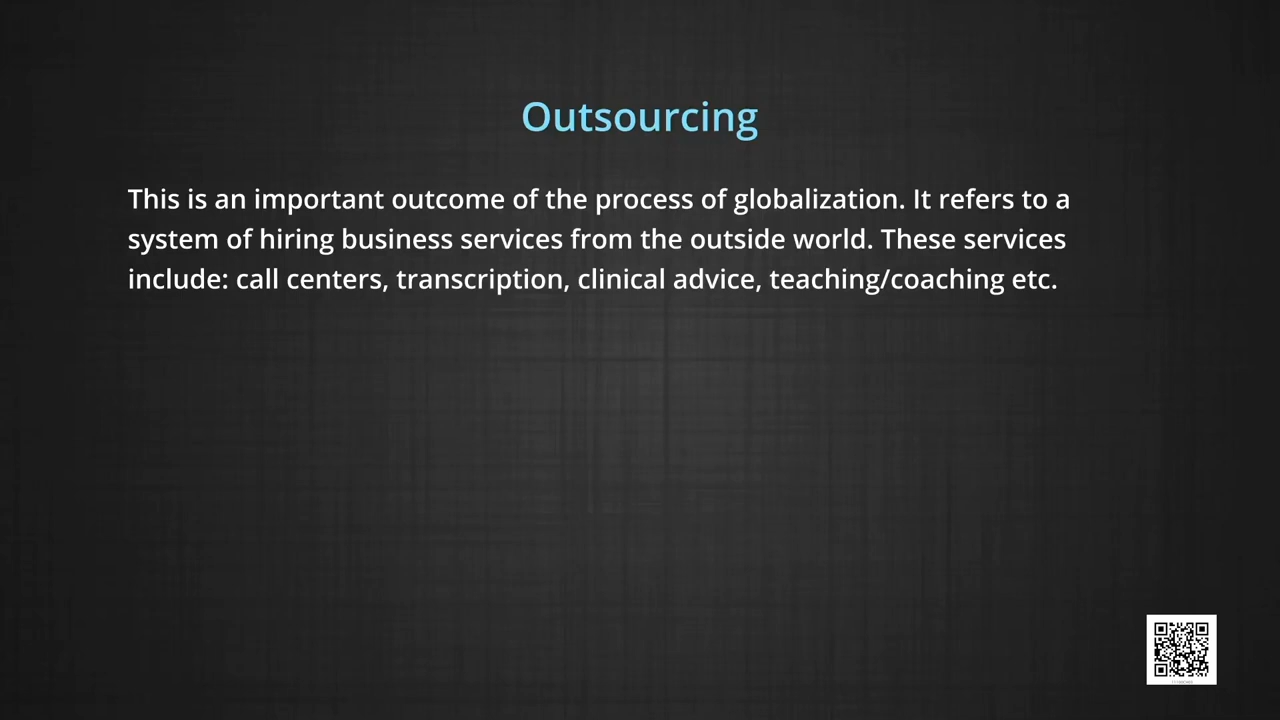 Outsourcing
This is an important outcome of the process of globalization. It refers to a
system of hiring business services from the outside world. These services
include: call centers, transcription, clinical advice, teaching/coaching etc.